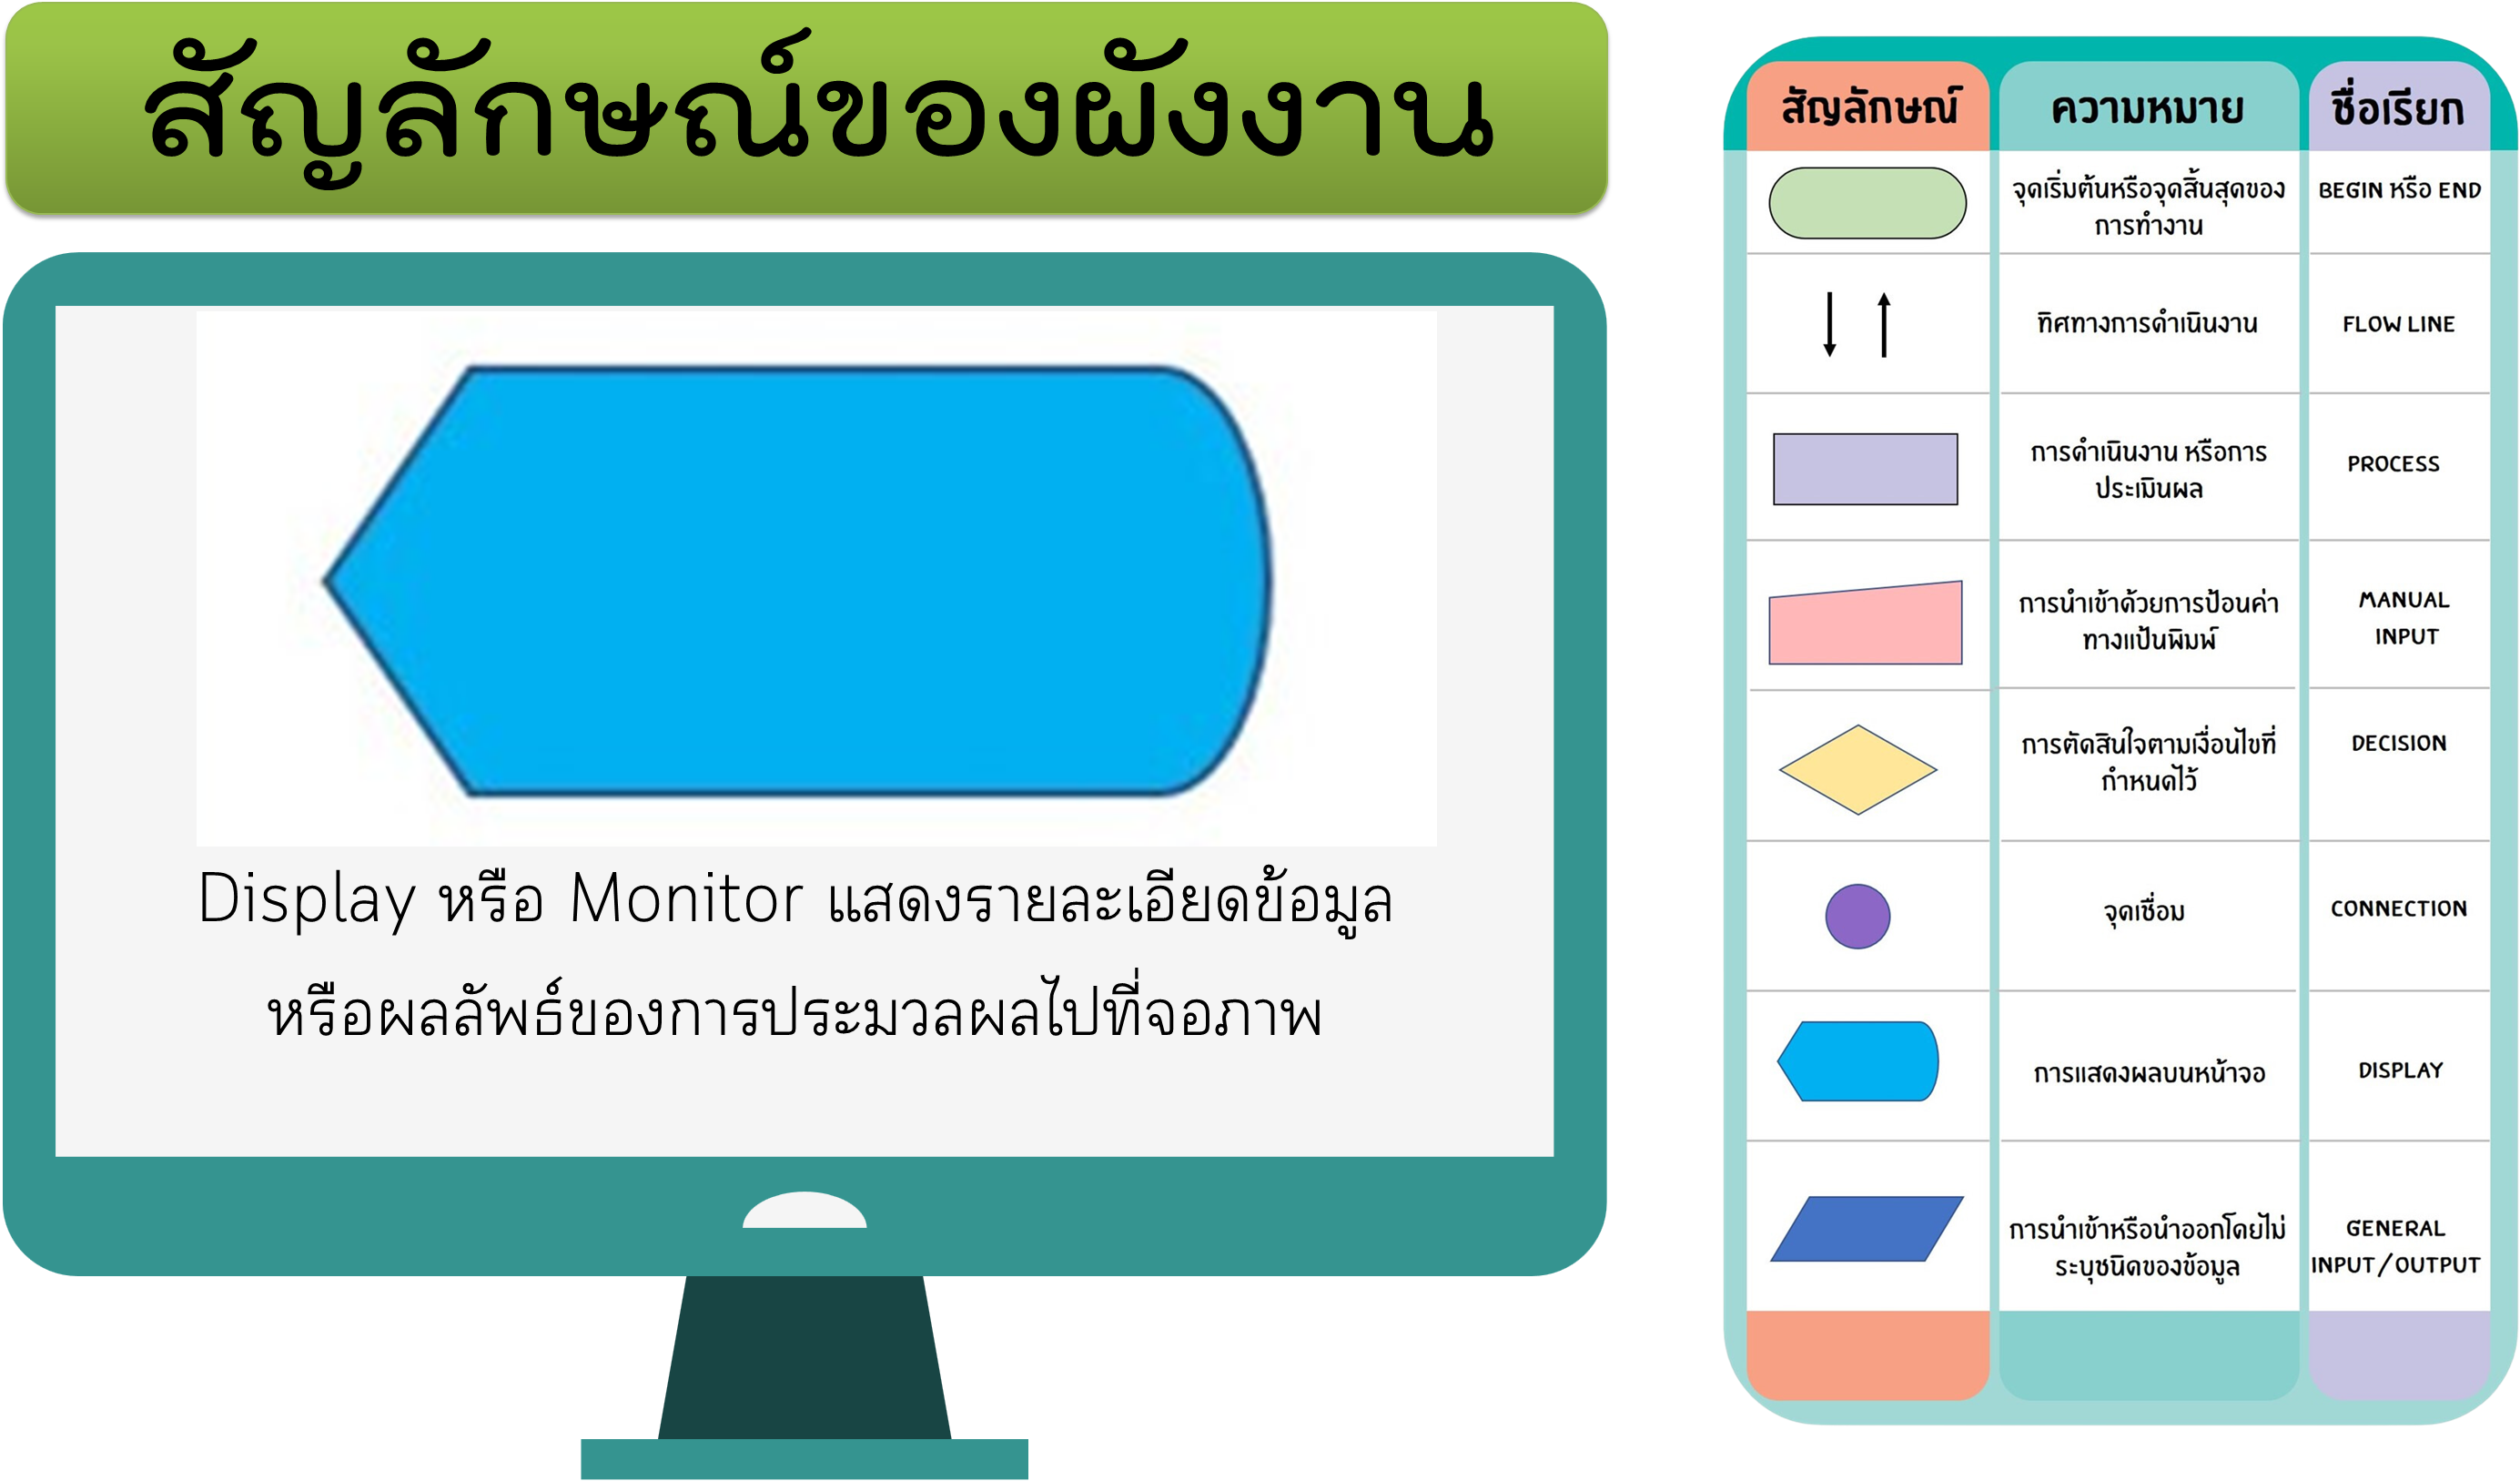 สัญลักษณ์ของผังงาน
Display หรือ Monitor แสดงรายละเอียดข้อมูล
หรือผลลัพธ์ของการประมวลผลไปที่จอภาพ
สัญลักษณ์ ความหมาย ชื่อเรียก
จุดเริ่มต้นหรือจุดสิ้นสุดของ
การทำงาน
BEGIN หรือ END
ทิศทางการดำเนินงาน
FLOW LINE
การดำเนินงาน หรือการ
ประเมินผล
PROCESS
การนำเข้าด้วยการป้อนค่า
ทางแป้นพิมพ์
MANUAL
INPUT
การตัดสินใจตามเงื่อนไขที่
กำหนดไว้
DECISION
จุดเชื่อม
CONNECTION
การแสดงผลบนหน้าจอ
DISPLAY
การนำเข้าหรือนำออกโดยไม่
ระบุชนิดของข้อมูล
GENERAL
INPUT/OUTPUT